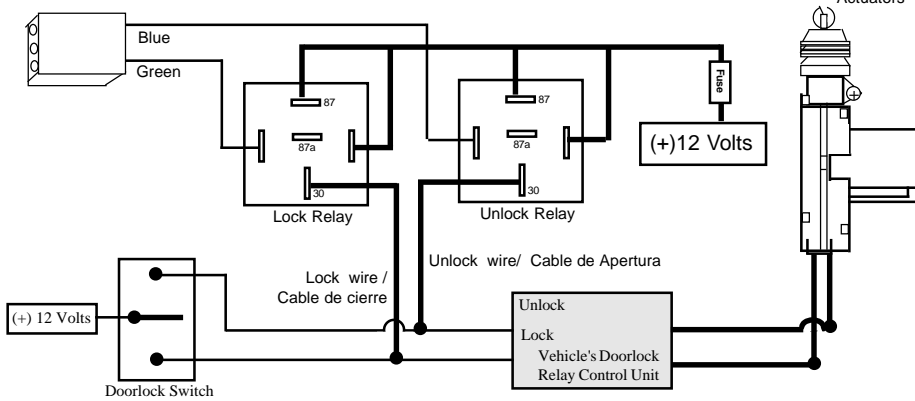 Actuators
Blue
Green
Fuse
87
87
87a
87a
(+)12 Volts
30
30
Lock Relay
Unlock Relay
Lock wire /
Cable de cierre
Unlock wire/ Cable de Apertura
(+) 12 Volts
Unlock
Lock
Vehicle's Doorlock
Relay Control Unit
Doorlock Switch